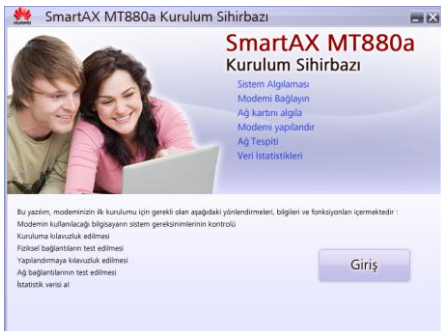 HUAWEI
SmartAX MT880a Kurulum Sihirbazı
SmartAX MT880a
Kurulum Sihirbazı
Sistem Algılaması
Modemi Bağlayın
Ağ kartını algıla
Modemi yapılandır
Ağ Tespiti
Veri İstatistikleri
Bu yazılım, modeminizin ilk kurulumu için gerekli olan aşağıdaki yönlendirmeleri, bilgileri ve fonksiyonları içermektedir :
Modemin kullanılacağı bilgisayarın sistem gereksinimlerinin kontrolü
Kuruluma kılavuzluk edilmesi
Fiziksel bağlantıların test edilmesi
Yapılandırmaya kılavuzluk edilmesi
Ağ bağlantılarının test edilmesi
İstatistik verisi al
Giriş